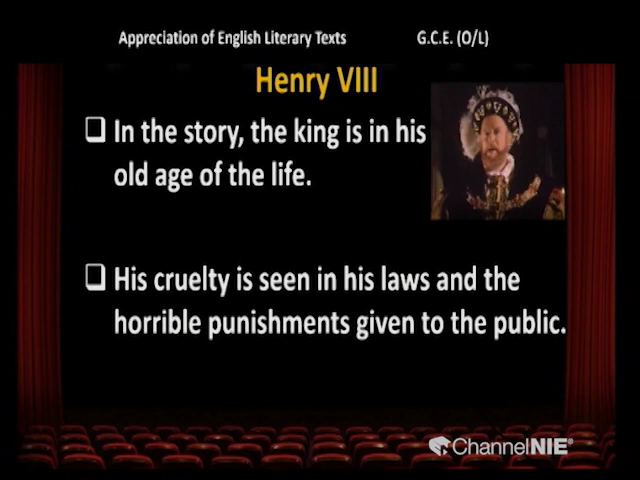 Appreciation of English Literary Texts G.C.E. (O/L)
Henry VIII
In the story, the king is in his
old age of the life.
His cruelty is seen in his laws and the
horrible punishments given to the public.
ChannelNIE